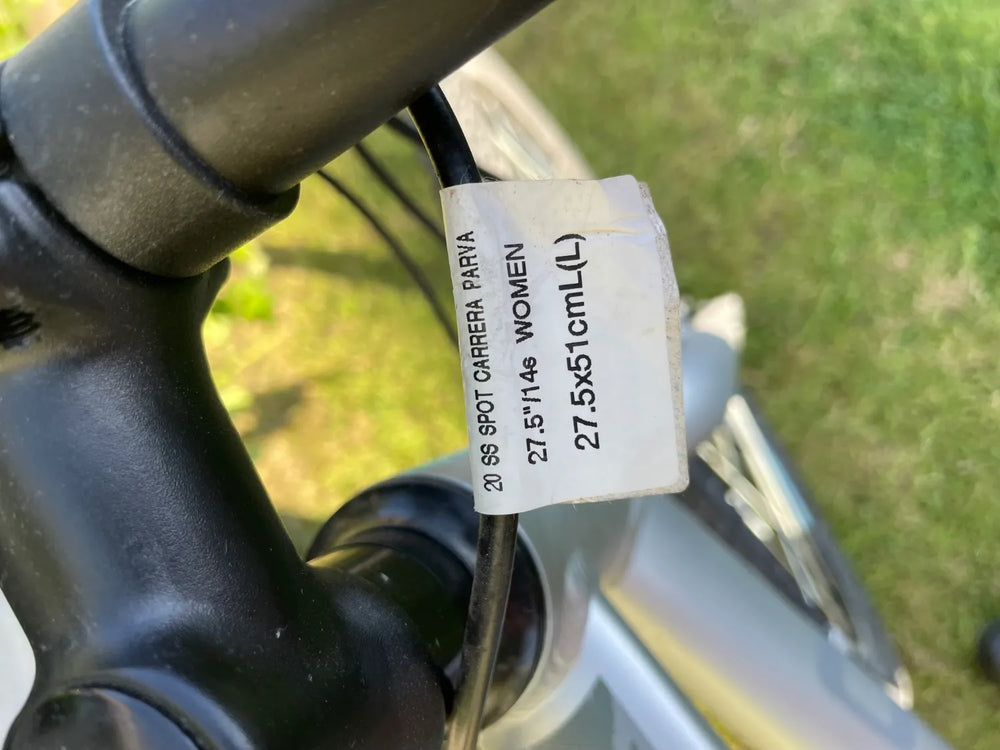 20 SS SPOT CARRERA PARVA
27.5"/14s WOMEN
27.5x51cmL(L)